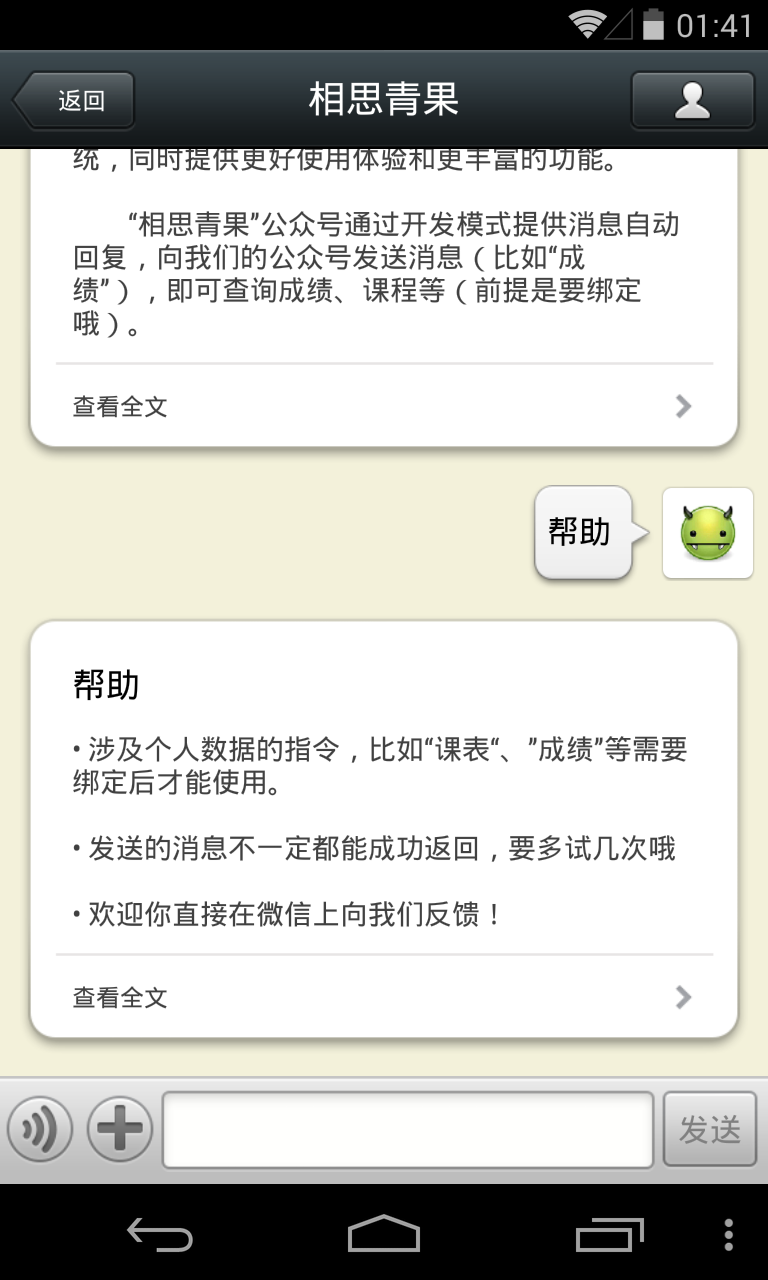 01:41
返回
相思青果
统，同时提供更好使用体验和更丰富的功能。
“相思青果”公众号通过开发模式提供消息自动
回复，向我们的公众号发送消息（比如“成
绩”），即可查询成绩、课程等（前提是要绑定
哦）。
查看全文
帮助
帮助
• 涉及个人数据的指令，比如“课表“、”成绩”等需要
绑定后才能使用。
• 发送的消息不一定都能成功返回，要多试几次哦
• 欢迎你直接在微信上向我们反馈！
查看全文
发送